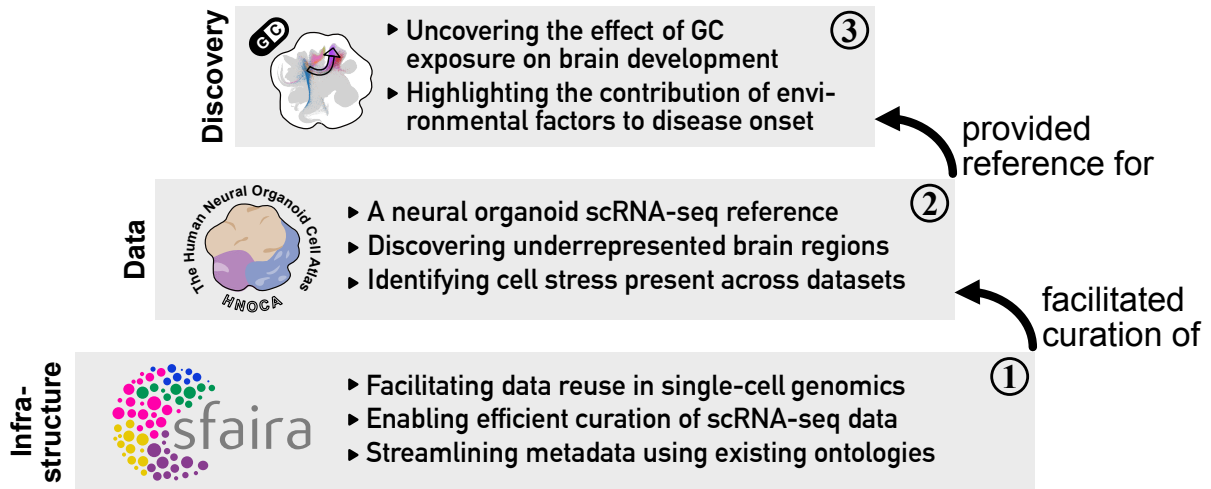 Discovery
GC
③
▸ Uncovering the effect of GC
exposure on brain development
▸ Highlighting the contribution of envi-
ronmental factors to disease onset
provided
reference for
Data
The Human Neural Organoid Cell Atlas
HNOCA
②
▸ A neural organoid scRNA-seq reference
▸ Discovering underrepresented brain regions
▸ Identifying cell stress present across datasets
facilitated
curation of
Infra-
structure
sfaira
①
▸ Facilitating data reuse in single-cell genomics
▸ Enabling efficient curation of scRNA-seq data
▸ Streamlining metadata using existing ontologies